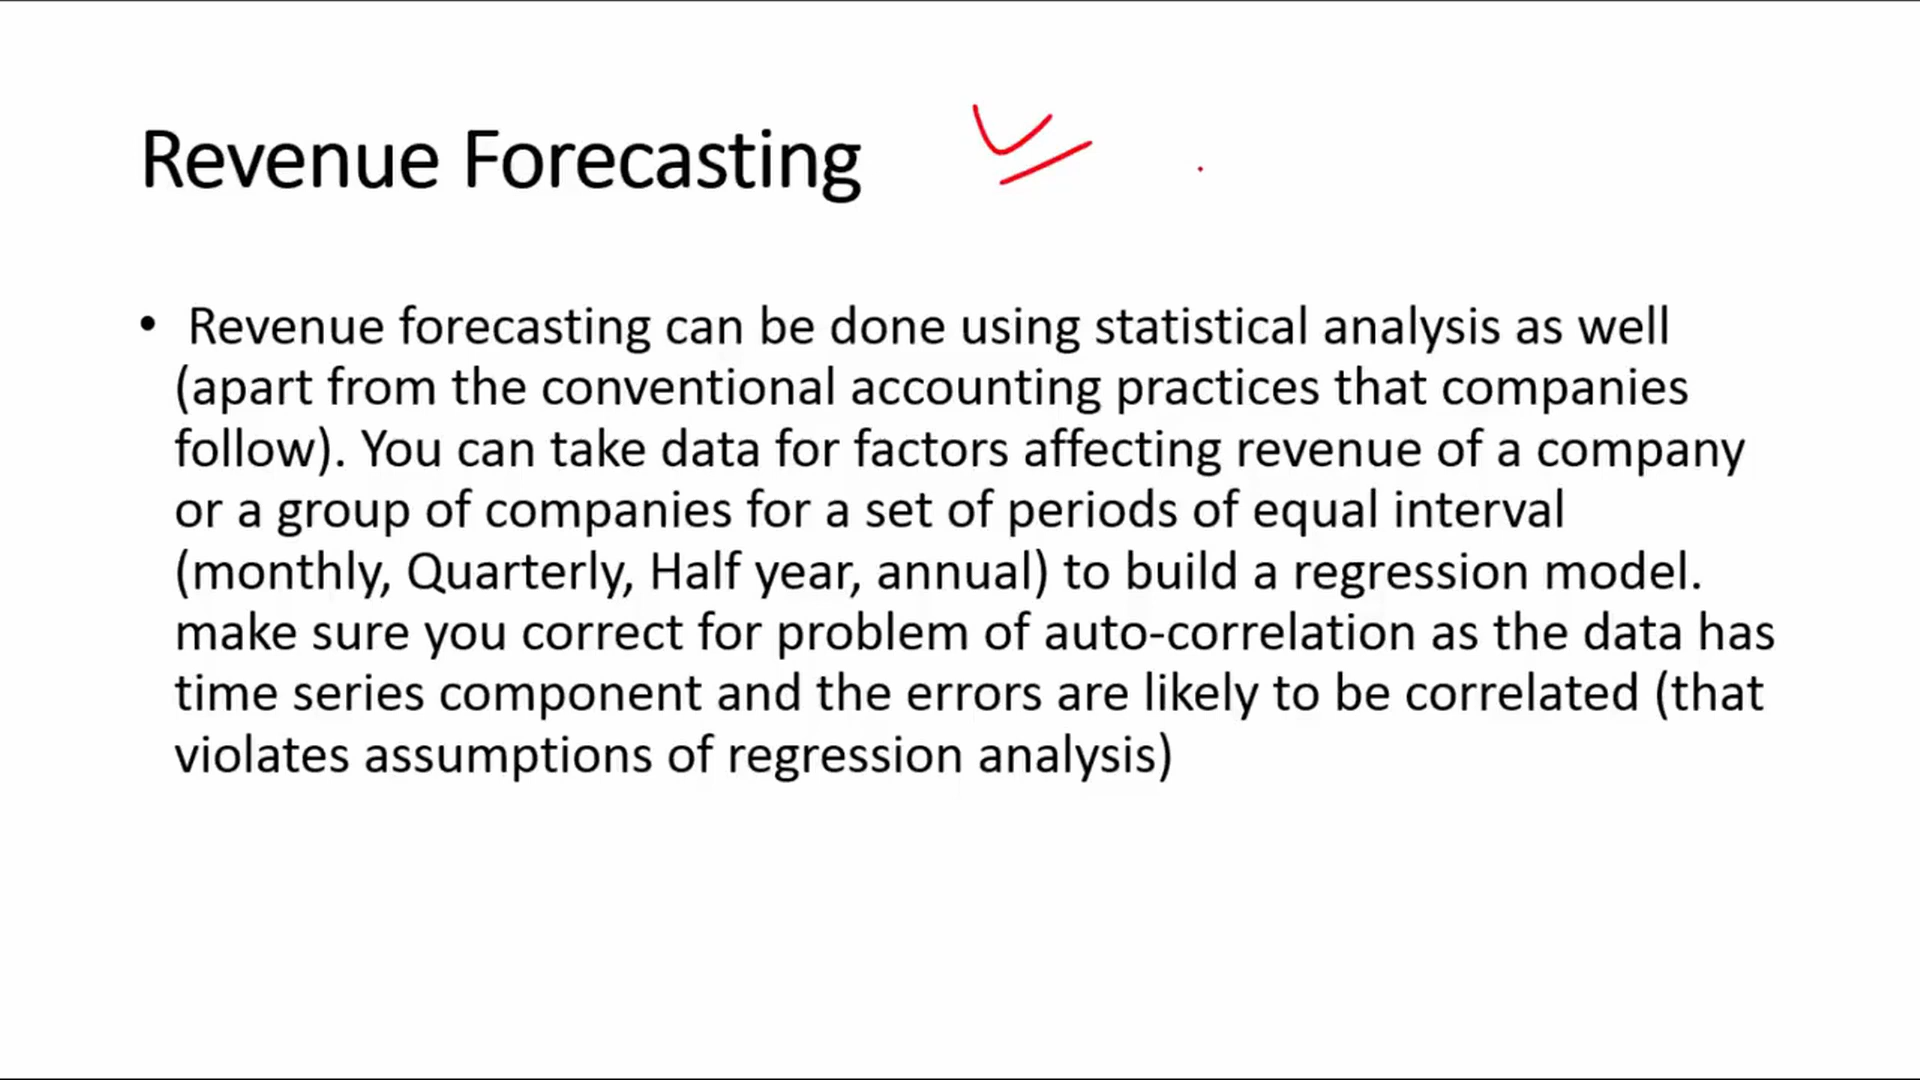 Revenue Forecasting
• Revenue forecasting can be done using statistical analysis as well
(apart from the conventional accounting practices that companies
follow). You can take data for factors affecting revenue of a company
or a group of companies for a set of periods of equal interval
(monthly, Quarterly, Half year, annual) to build a regression model.
make sure you correct for problem of auto-correlation as the data has
time series component and the errors are likely to be correlated (that
violates assumptions of regression analysis)